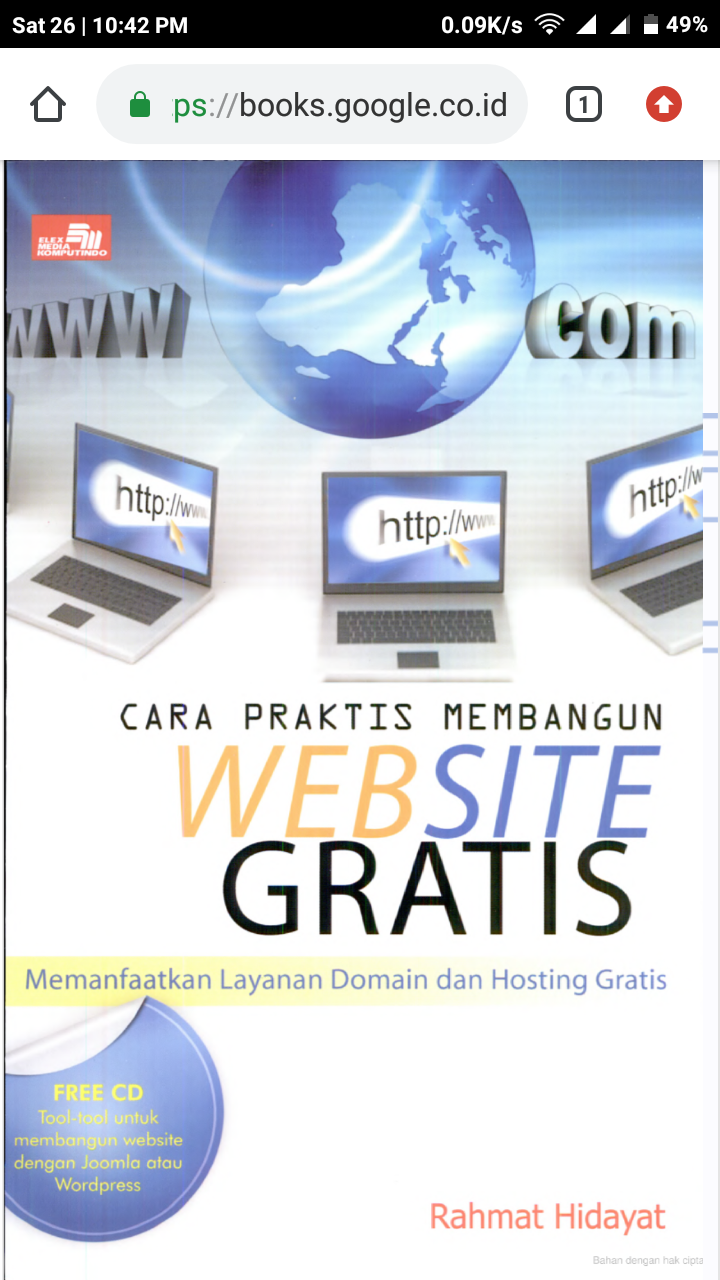 Sat 26 | 10:42 PM
0.09K/s
49%
ps://books.google.co.id
1
ELEX
MEDIA
KOMPUTINDO
www
com
http://www.
http://www
http://w
CARA PRAKTIS MEMBANGUN
WEBSITE
GRATIS
Memanfaatkan Layanan Domain dan Hosting Gratis
FREE CD
Tool-tool untuk
membangun website
dengan Joomla atau
Wordpress
Rahmat Hidayat
Bahan dengan hak cipta